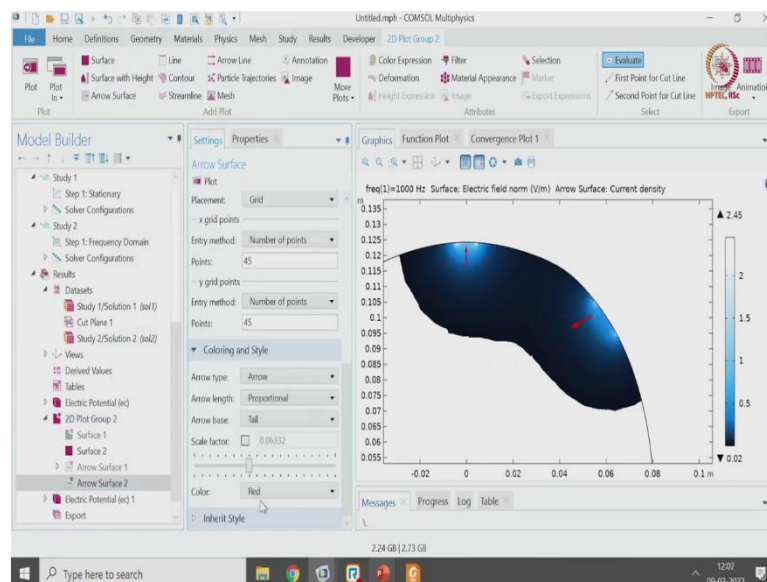 Untitled.mph - COMSOL Multiphysics
File Home Definitions Geometry Materials Physics Mesh Study Results Developer 2D Plot Group 2
Plot
Plot In
Plot
Surface Line Arrow Line Annotation
Surface with Height Contour Particle Trajectories Image
Arrow Surface Streamline Mesh
More Plots
Add Plot
Color Expression Filter Selection
Deformation Material Appearance Marker
Height Expression Image Export Expressions
Attributes
Evaluate
First Point for Cut Line
Second Point for Cut Line
Select
Image Animation
NPTEL, IISc
Export
Model Builder
Study 1
Step 1: Stationary
Solver Configurations
Study 2
Step 1: Frequency Domain
Solver Configurations
Results
Datasets
Study 1/Solution 1 (sol1)
Cut Plane 1
Study 2/Solution 2 (sol2)
Views
Derived Values
Tables
Electric Potential (ec)
2D Plot Group 2
Surface 1
Surface 2
Arrow Surface 1
Arrow Surface 2
Electric Potential (ec) 1
Export
Settings Properties
Arrow Surface
Plot
Placement: Grid
x grid points
Entry method: Number of points
Points: 45
y grid points
Entry method: Number of points
Points: 45
Coloring and Style
Arrow type: Arrow
Arrow length: Proportional
Arrow base: Tail
Scale factor: 0.06332
Color: Red
Inherit Style
Graphics Function Plot Convergence Plot 1
freq(1)=1000 Hz Surface: Electric field norm (V/m) Arrow Surface: Current density
m
0.135
0.13
0.125
0.12
0.115
0.11
0.105
0.1
0.095
0.09
0.085
0.08
0.075
0.07
0.065
0.06
0.055
-0.02 0 0.02 0.04 0.06 0.08 0.1 m
▲ 2.45
2
1.5
1
0.5
▼ 0.02
Messages Progress Log Table
2.24 GB | 2.73 GB
Type here to search
12:07
09-02-2022